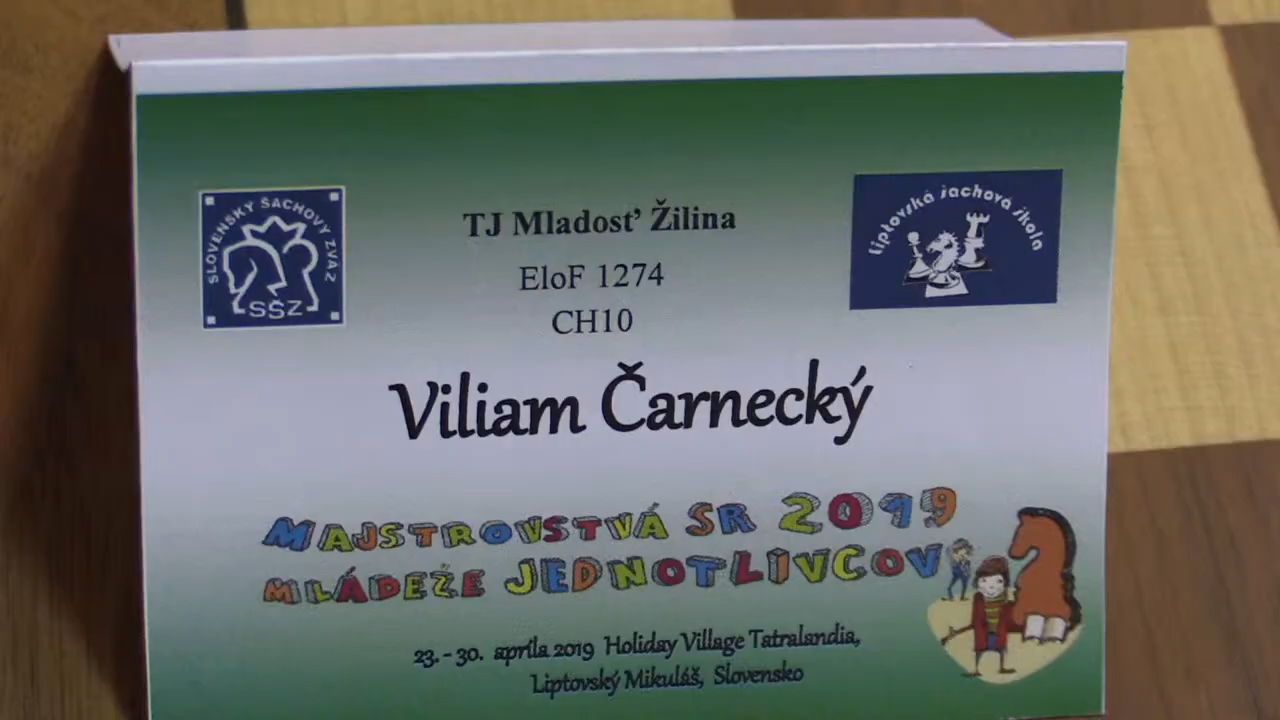 SLOVENSKÝ ŠACHOVÝ ZVÄZ
SŠZ
TJ Mladosť Žilina
EloF 1274
CH10
liptovská šachová škola
Viliam Čarnecký
MAJSTROVSTVÁ SR 2019
MLÁDEŽE JEDNOTLIVCOV
23. - 30. apríla 2019 Holiday Village Tatralandia,
Liptovský Mikuláš, Slovensko